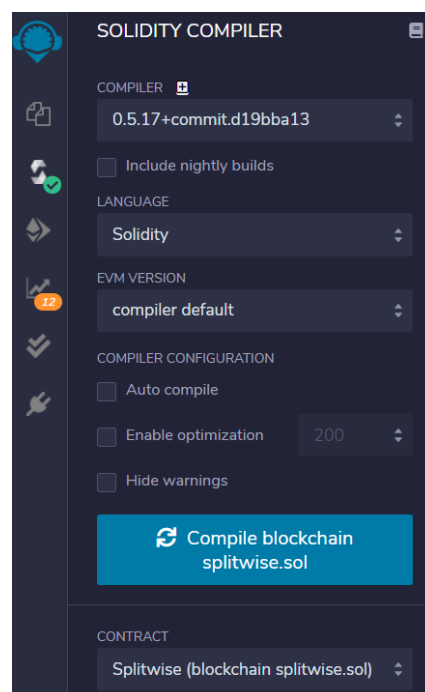 SOLIDITY COMPILER
COMPILER
0.5.17+commit.d19bba13
Include nightly builds
LANGUAGE
Solidity
EVM VERSION
compiler default
12
COMPILER CONFIGURATION
Auto compile
Enable optimization 200
Hide warnings
Compile blockchain
splitwise.sol
CONTRACT
Splitwise (blockchain splitwise.sol)